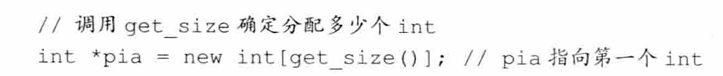 // 调用 get_size 确定分配多少个 int
int *pia = new int[get_size()]; // pia 指向第一个 int